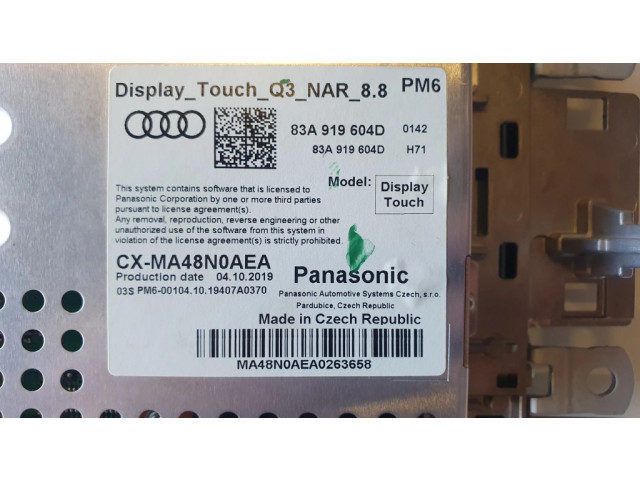 Display_Touch_Q3_NAR_8.8 PM6
83A 919 604D 0142
83A 919 604D H71
Model: Display Touch
This system contains software that is licensed to
Panasonic Corporation by one or more third parties
pursuant to license agreement(s).
Any removal, reproduction, reverse engineering or other
unauthorized use of the software from this system in
violation of the license agreement(s) is strictly prohibited.
CX-MA48N0AEA
Production date 04.10.2019
03S PM6-00104.10.19407A0370
Panasonic
Panasonic Automotive Systems Czech, s.r.o.
Pardubice, Czech Republic
Made in Czech Republic
MA48N0AEA0263658